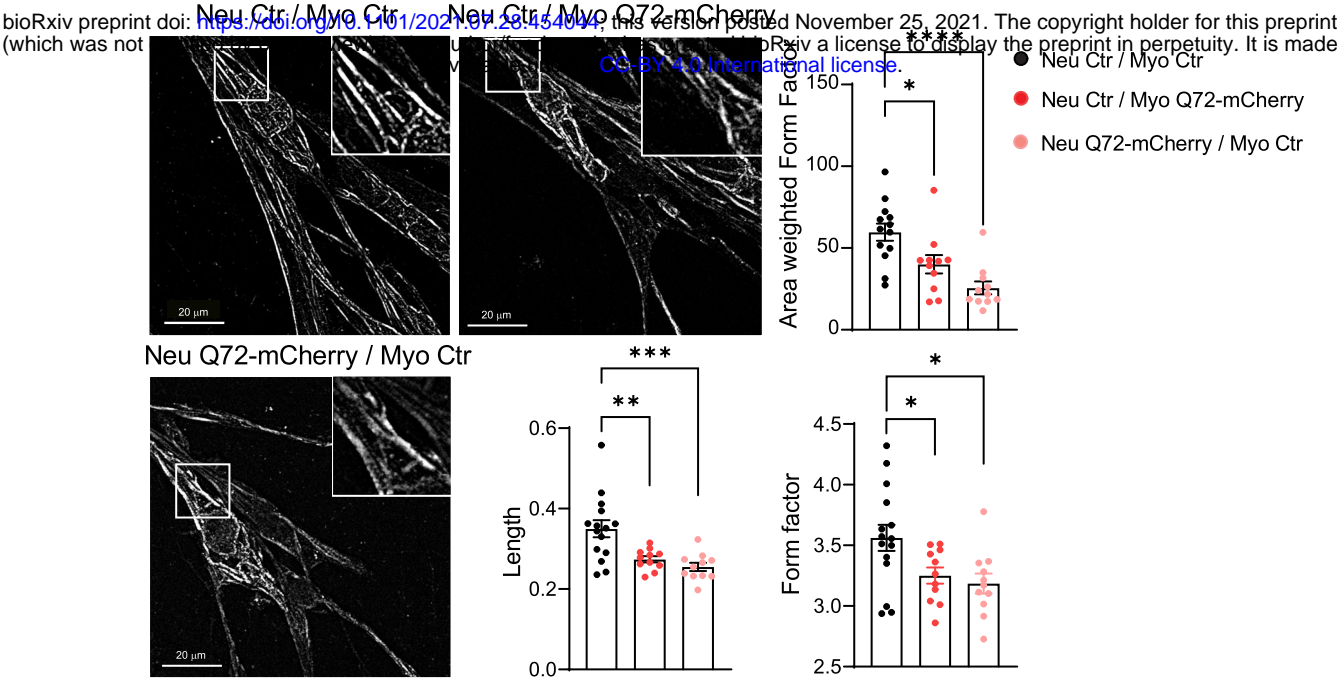 bioRxiv preprint doi: https://doi.org/10.1101/2021.07.28.454044; this version posted November 25, 2021. The copyright holder for this preprint
(which was not bioRxiv a license to display the preprint in perpetuity. It is made
CC-BY 4.0 International license.
Neu Ctr / Myo Ctr
Neu Ctr / Myo Q72-mCherry
20 μm
20 μm
Area weighted Form Factor
150
100
50
0
*
****
Neu Ctr / Myo Ctr
Neu Ctr / Myo Q72-mCherry
Neu Q72-mCherry / Myo Ctr
Neu Q72-mCherry / Myo Ctr
20 μm
Length
0.6
0.4
0.2
0.0
***
**
Form factor
4.5
4.0
3.5
3.0
2.5
*
*